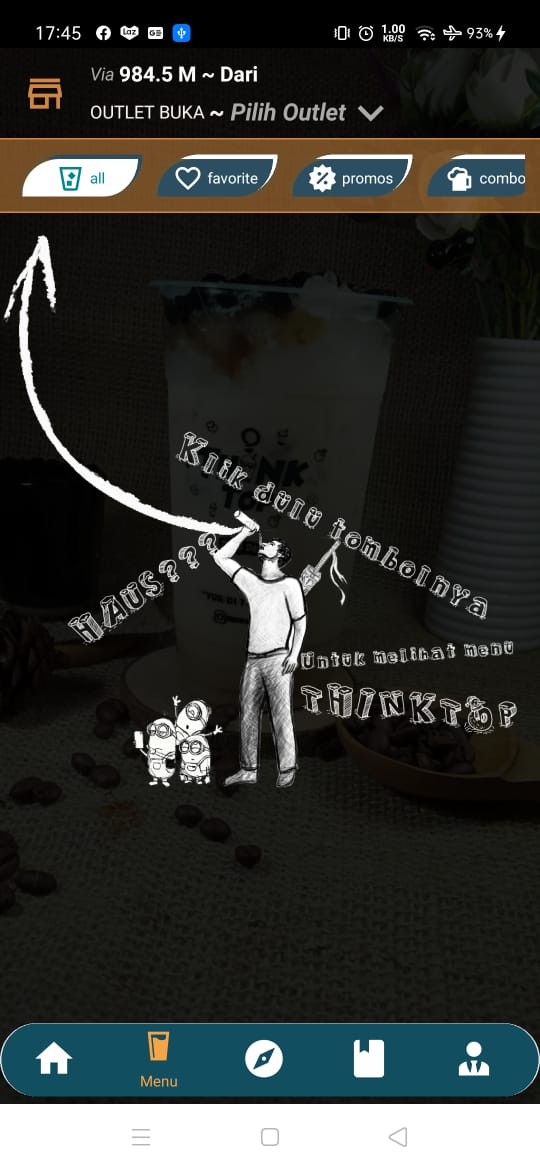 17:45
1.00
KB/S
93%
Via 984.5 M ~ Dari
OUTLET BUKA ~ Pilih Outlet
all
favorite
promos
combo
Klik dulu tombolnya
HAUS???
Untuk melihat menu
THINKTOP
Menu